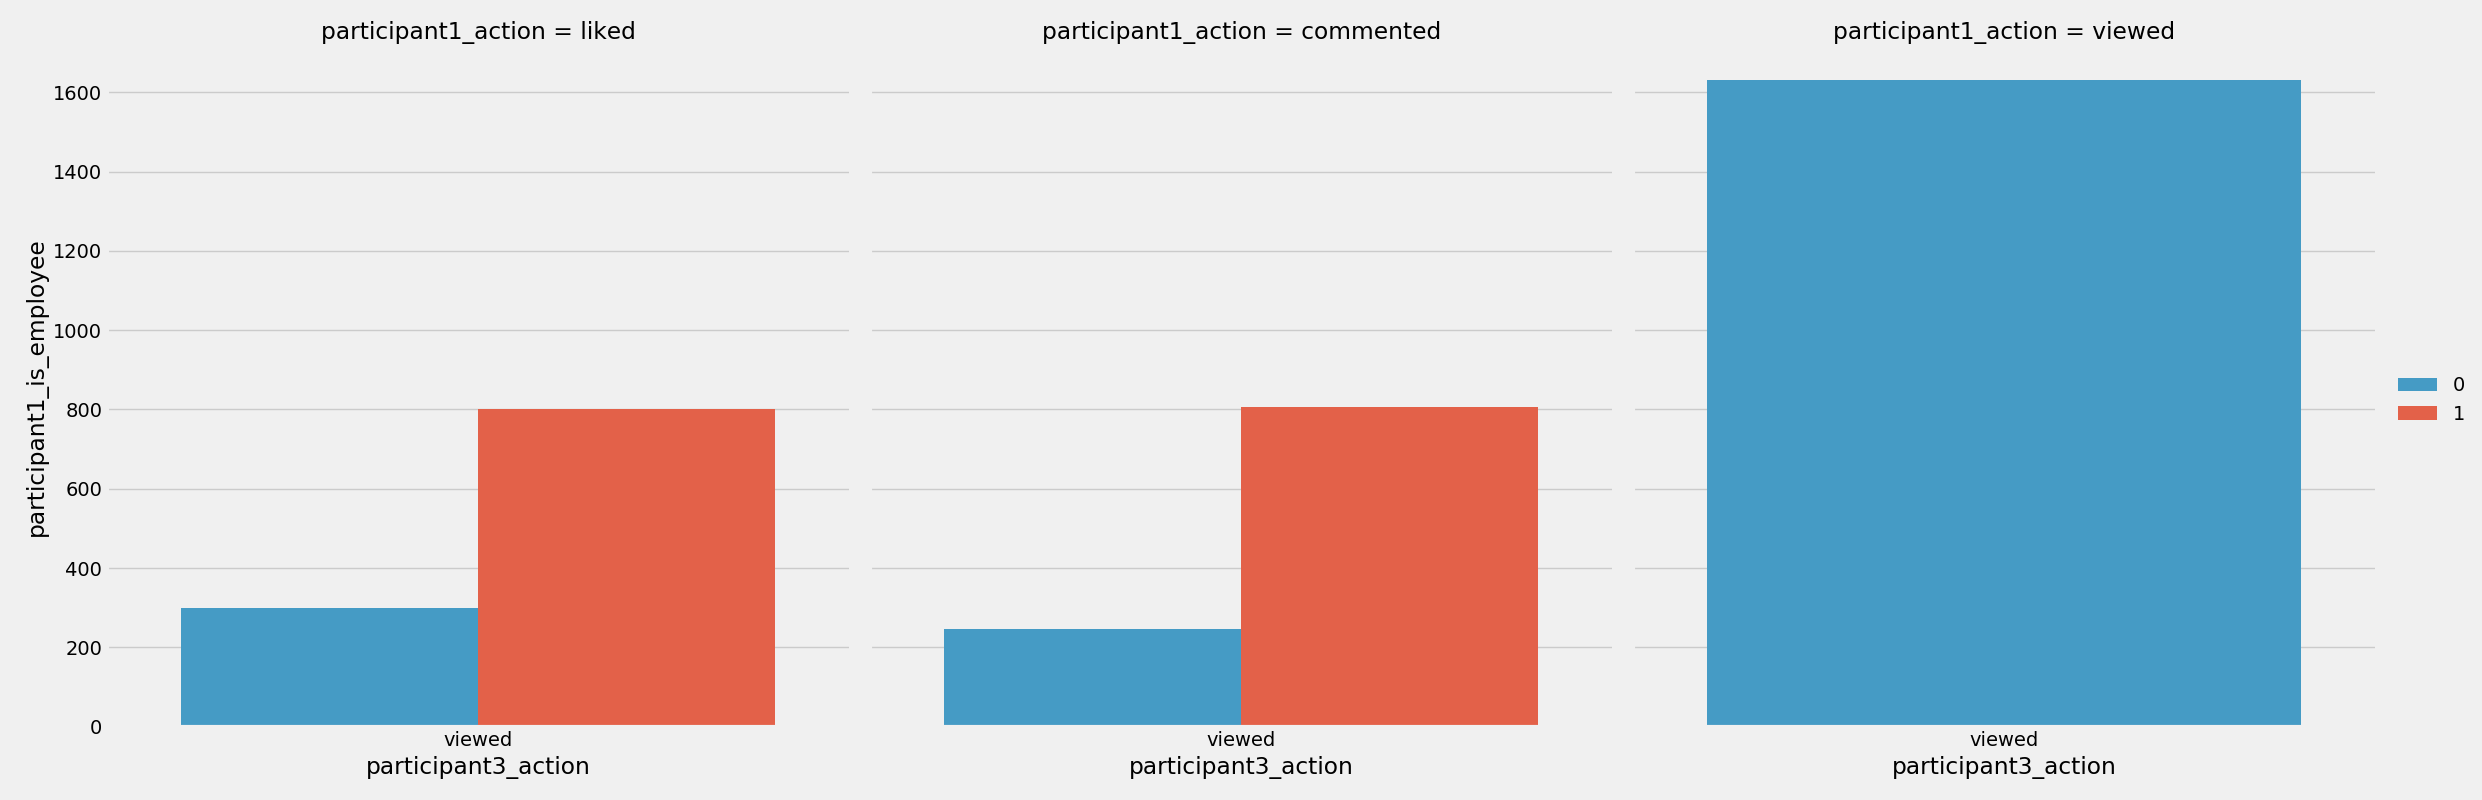 participant1_action = liked
participant1_action = commented
participant1_action = viewed
participant1_is_employee
1600
1400
1200
1000
800
600
400
200
0
viewed
viewed
viewed
participant3_action
participant3_action
participant3_action
0
1